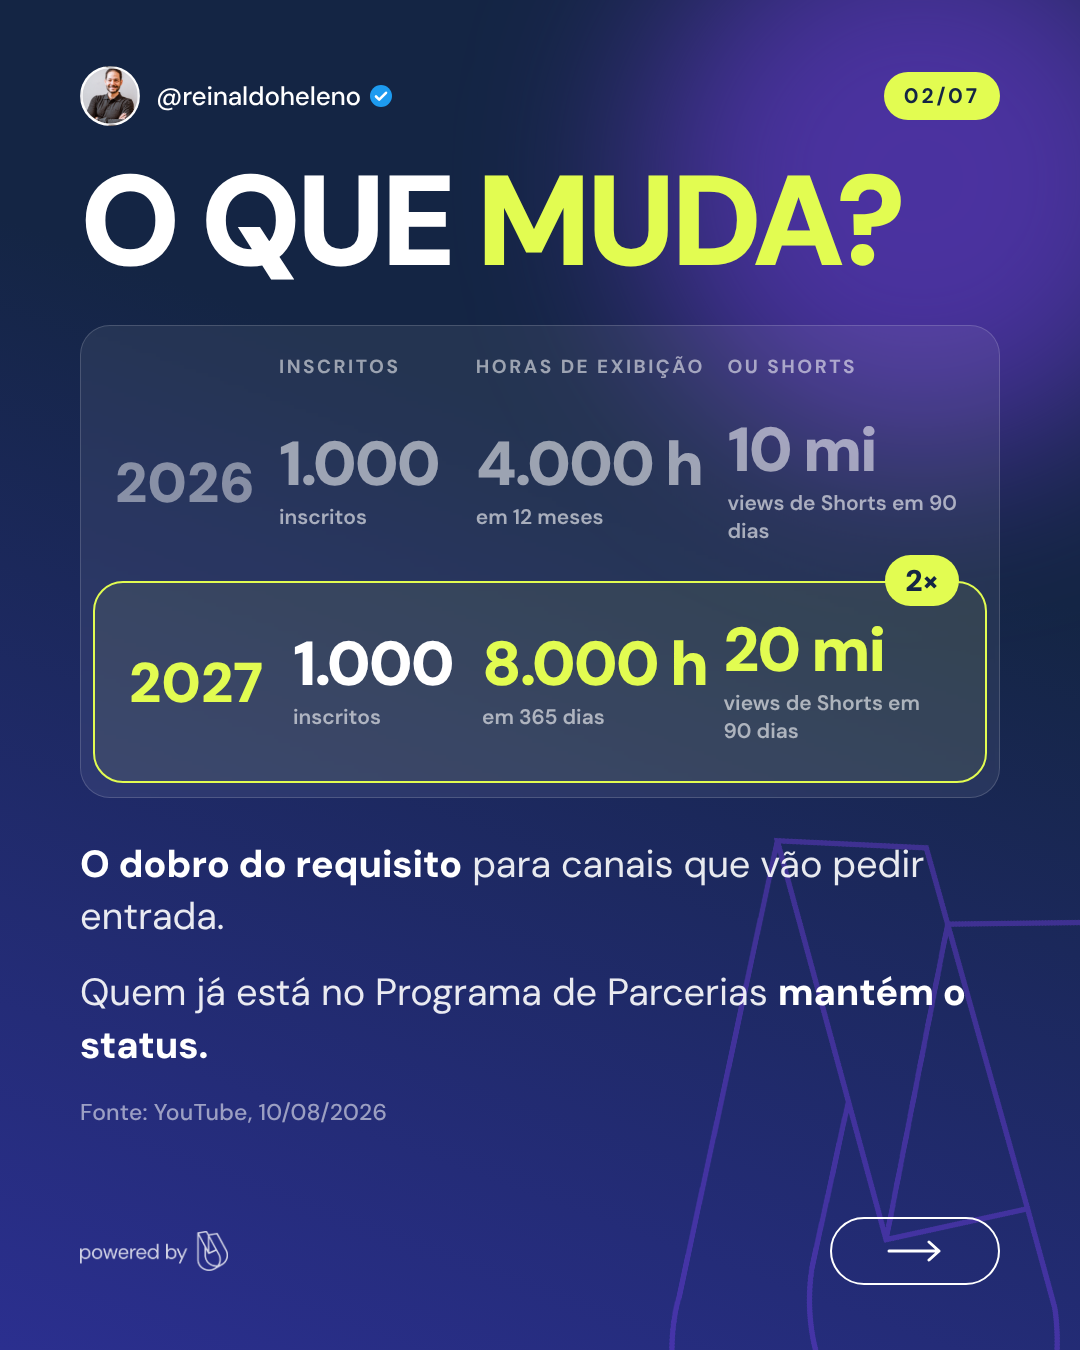 @reinaldoheleno
02/07
O QUE MUDA?
INSCRITOS HORAS DE EXIBIÇÃO OU SHORTS
2026 1.000 4.000 h 10 mi
inscritos em 12 meses views de Shorts em 90
dias
2×
2027 1.000 8.000 h 20 mi
inscritos em 365 dias views de Shorts em
90 dias
O dobro do requisito para canais que vão pedir
entrada.
Quem já está no Programa de Parcerias mantém o
status.
Fonte: YouTube, 10/08/2026
powered by